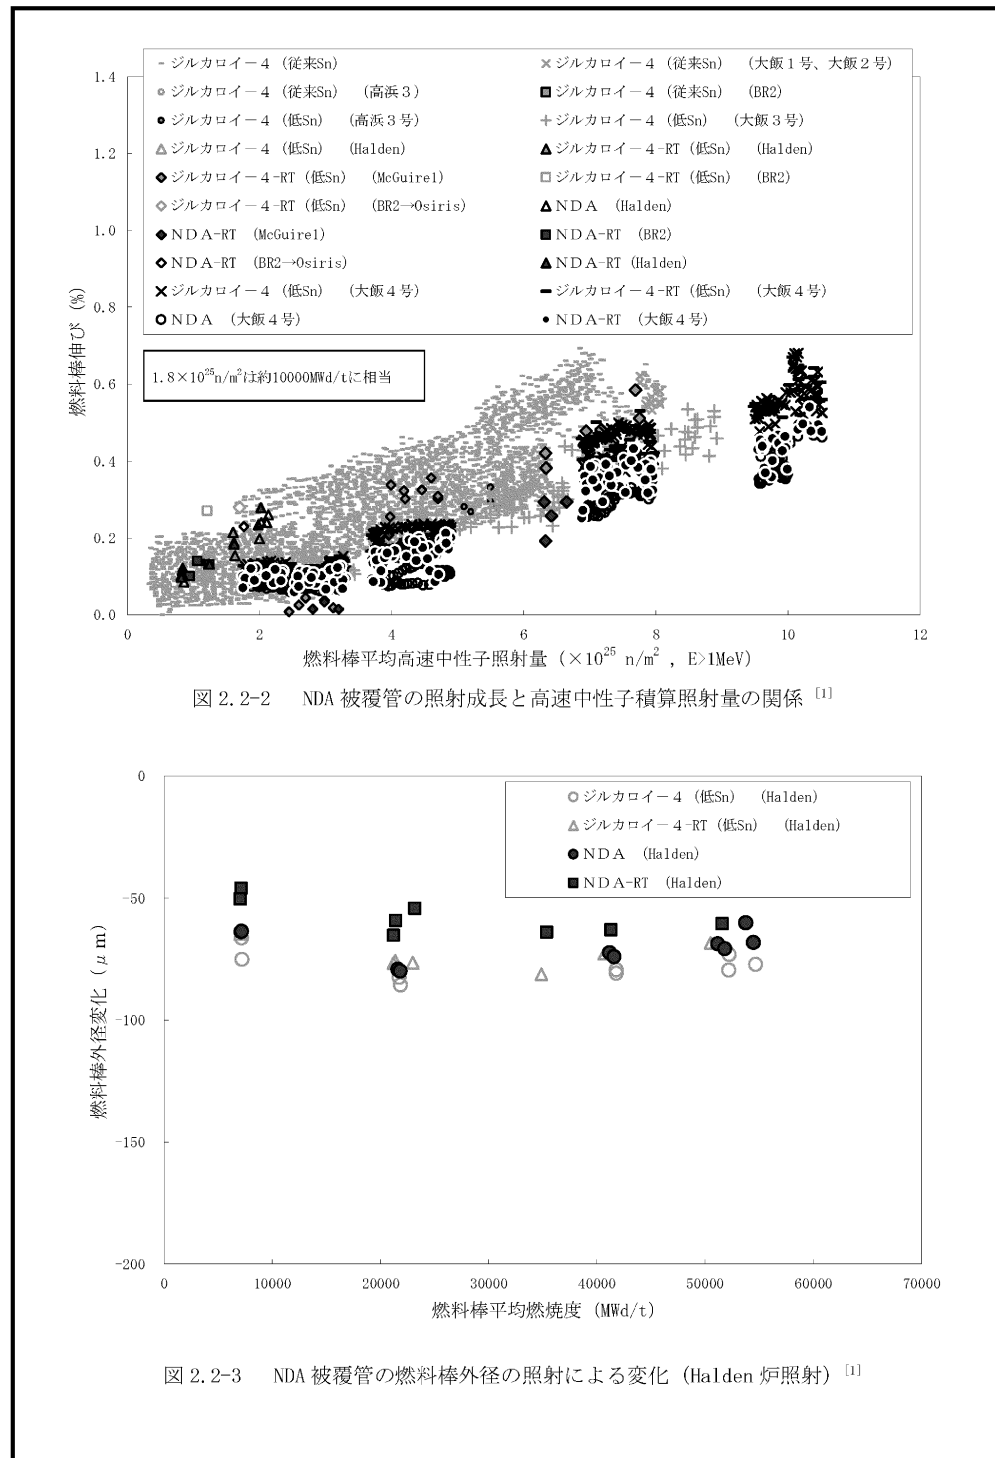 ジルカロイ－４（従来Sn）
ジルカロイ－４（従来Sn）　（大飯１号、大飯２号）
ジルカロイ－４（従来Sn）　（高浜３）
ジルカロイ－４（従来Sn）　（BR2）
ジルカロイ－４（低Sn）　（高浜３号）
ジルカロイ－４（低Sn）　（大飯３号）
ジルカロイ－４（低Sn）　（Halden）
ジルカロイ－４-RT（低Sn）　（Halden）
ジルカロイ－４-RT（低Sn）　（McGuire1）
ジルカロイ－４-RT（低Sn）　（BR2）
ジルカロイ－４-RT（低Sn）　（BR2→Osiris）
ＮＤＡ　（Halden）
ＮＤＡ-RT　（McGuire1）
ＮＤＡ-RT　（BR2）
ＮＤＡ-RT　（BR2→Osiris）
ＮＤＡ-RT（Halden）
ジルカロイ－４（低Sn）　（大飯４号）
ジルカロイ－４-RT（低Sn）　（大飯４号）
ＮＤＡ　（大飯４号）
ＮＤＡ-RT　（大飯４号）
1.8×10²⁵n/m²は約10000MWd/tに相当
燃料棒伸び（%）
1.4
1.2
1.0
0.8
0.6
0.4
0.2
0.0
0 2 4 6 8 10 12
燃料棒平均高速中性子照射量（×10²⁵ n/m² , E>1MeV）
図 2.2-2　NDA 被覆管の照射成長と高速中性子積算照射量の関係 [1]
ジルカロイ－４（低Sn）　（Halden）
ジルカロイ－４-RT（低Sn）　（Halden）
ＮＤＡ　（Halden）
ＮＤＡ-RT　（Halden）
燃料棒外径変化（μｍ）
0
-50
-100
-150
-200
0 10000 20000 30000 40000 50000 60000 70000
燃料棒平均燃焼度（MWd/t）
図 2.2-3　NDA 被覆管の燃料棒外径の照射による変化（Halden 炉照射）[1]